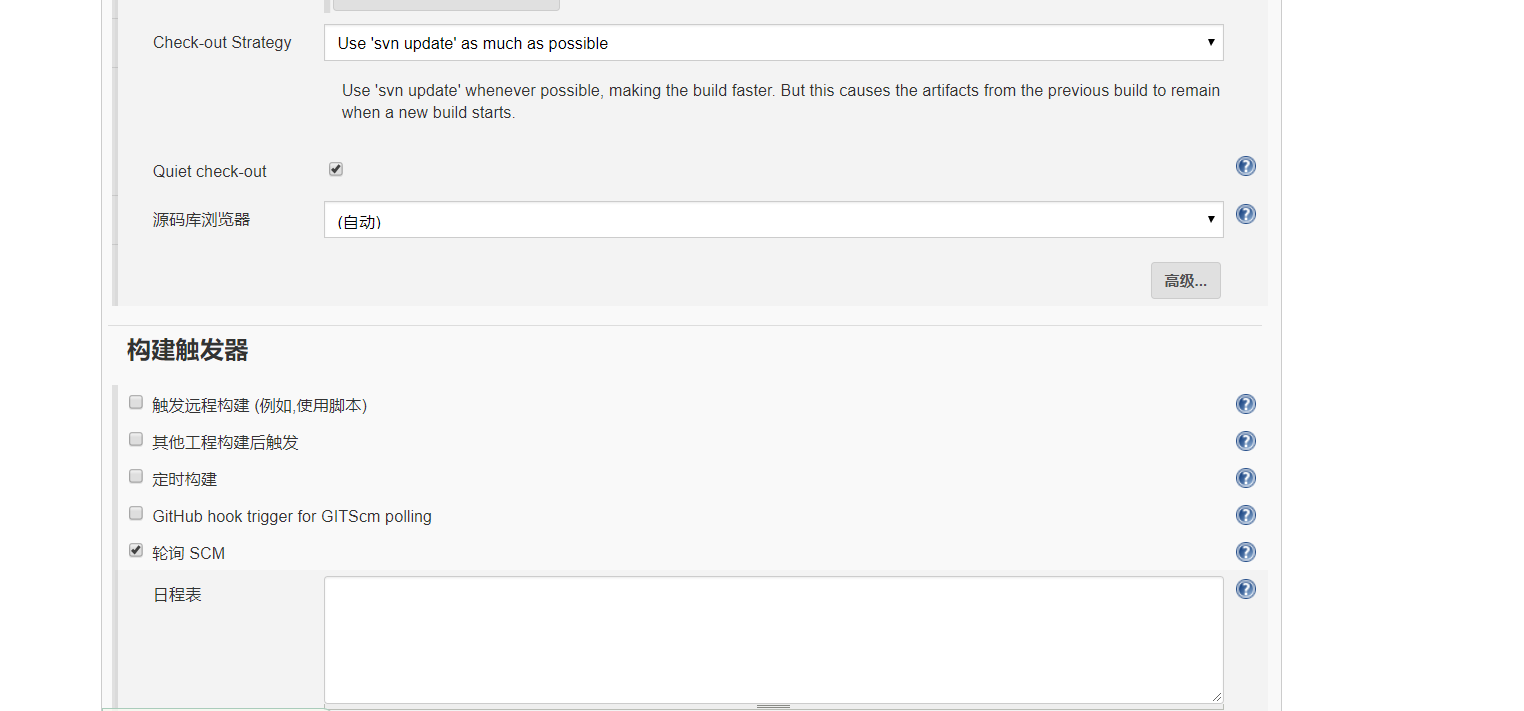 Check-out Strategy
Use 'svn update' as much as possible
Use 'svn update' whenever possible, making the build faster. But this causes the artifacts from the previous build to remain
when a new build starts.
Quiet check-out
源码库浏览器
(自动)
高级...
构建触发器
触发远程构建 (例如,使用脚本)
其他工程构建后触发
定时构建
GitHub hook trigger for GITScm polling
轮询 SCM
日程表